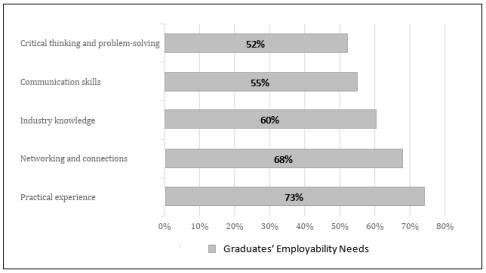 Critical thinking and problem-solving 52%
Communication skills 55%
Industry knowledge 60%
Networking and connections 68%
Practical experience 73%
0% 10% 20% 30% 40% 50% 60% 70% 80%
Graduates' Employability Needs